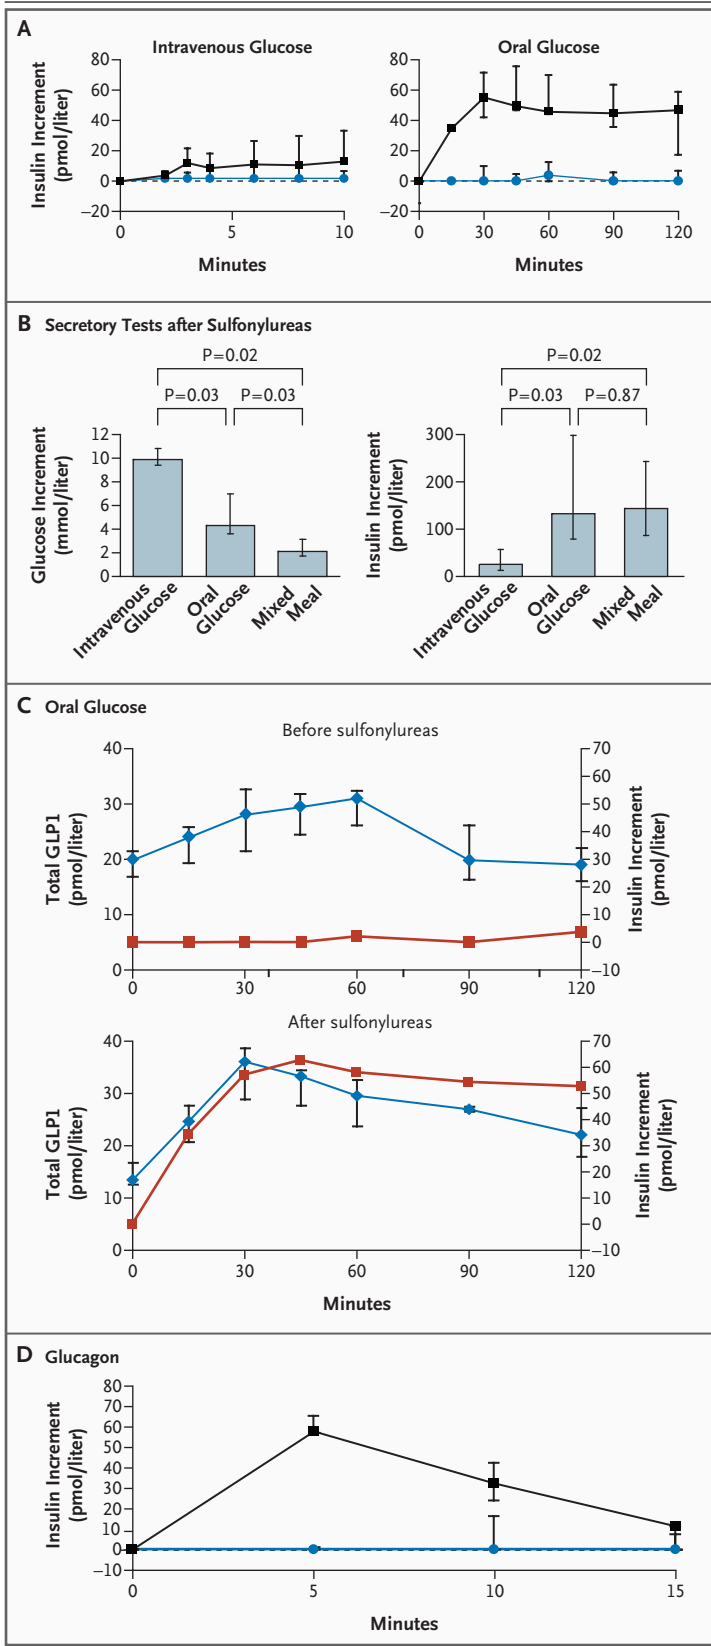 A
Intravenous Glucose
Oral Glucose
Insulin Increment
(pmol/liter)
80
60
40
20
0
−20
0
5
10
Minutes
80
60
40
20
0
−20
0
30
60
90
120
Minutes
B Secretory Tests after Sulfonylureas
P=0.02
P=0.03
P=0.03
Glucose Increment
(mmol/liter)
12
10
8
6
4
2
0
Intravenous
Glucose
Oral
Glucose
Mixed
Meal
P=0.02
P=0.03
P=0.87
Insulin Increment
(pmol/liter)
300
200
100
0
Intravenous
Glucose
Oral
Glucose
Mixed
Meal
C Oral Glucose
Before sulfonylureas
Total GLP1
(pmol/liter)
40
30
20
10
0
70
60
50
40
30
20
10
0
−10
Insulin Increment
(pmol/liter)
0
30
60
90
120
After sulfonylureas
Total GLP1
(pmol/liter)
40
30
20
10
0
70
60
50
40
30
20
10
0
−10
Insulin Increment
(pmol/liter)
0
30
60
90
120
Minutes
D Glucagon
Insulin Increment
(pmol/liter)
80
70
60
50
40
30
20
10
0
−10
0
5
10
15
Minutes